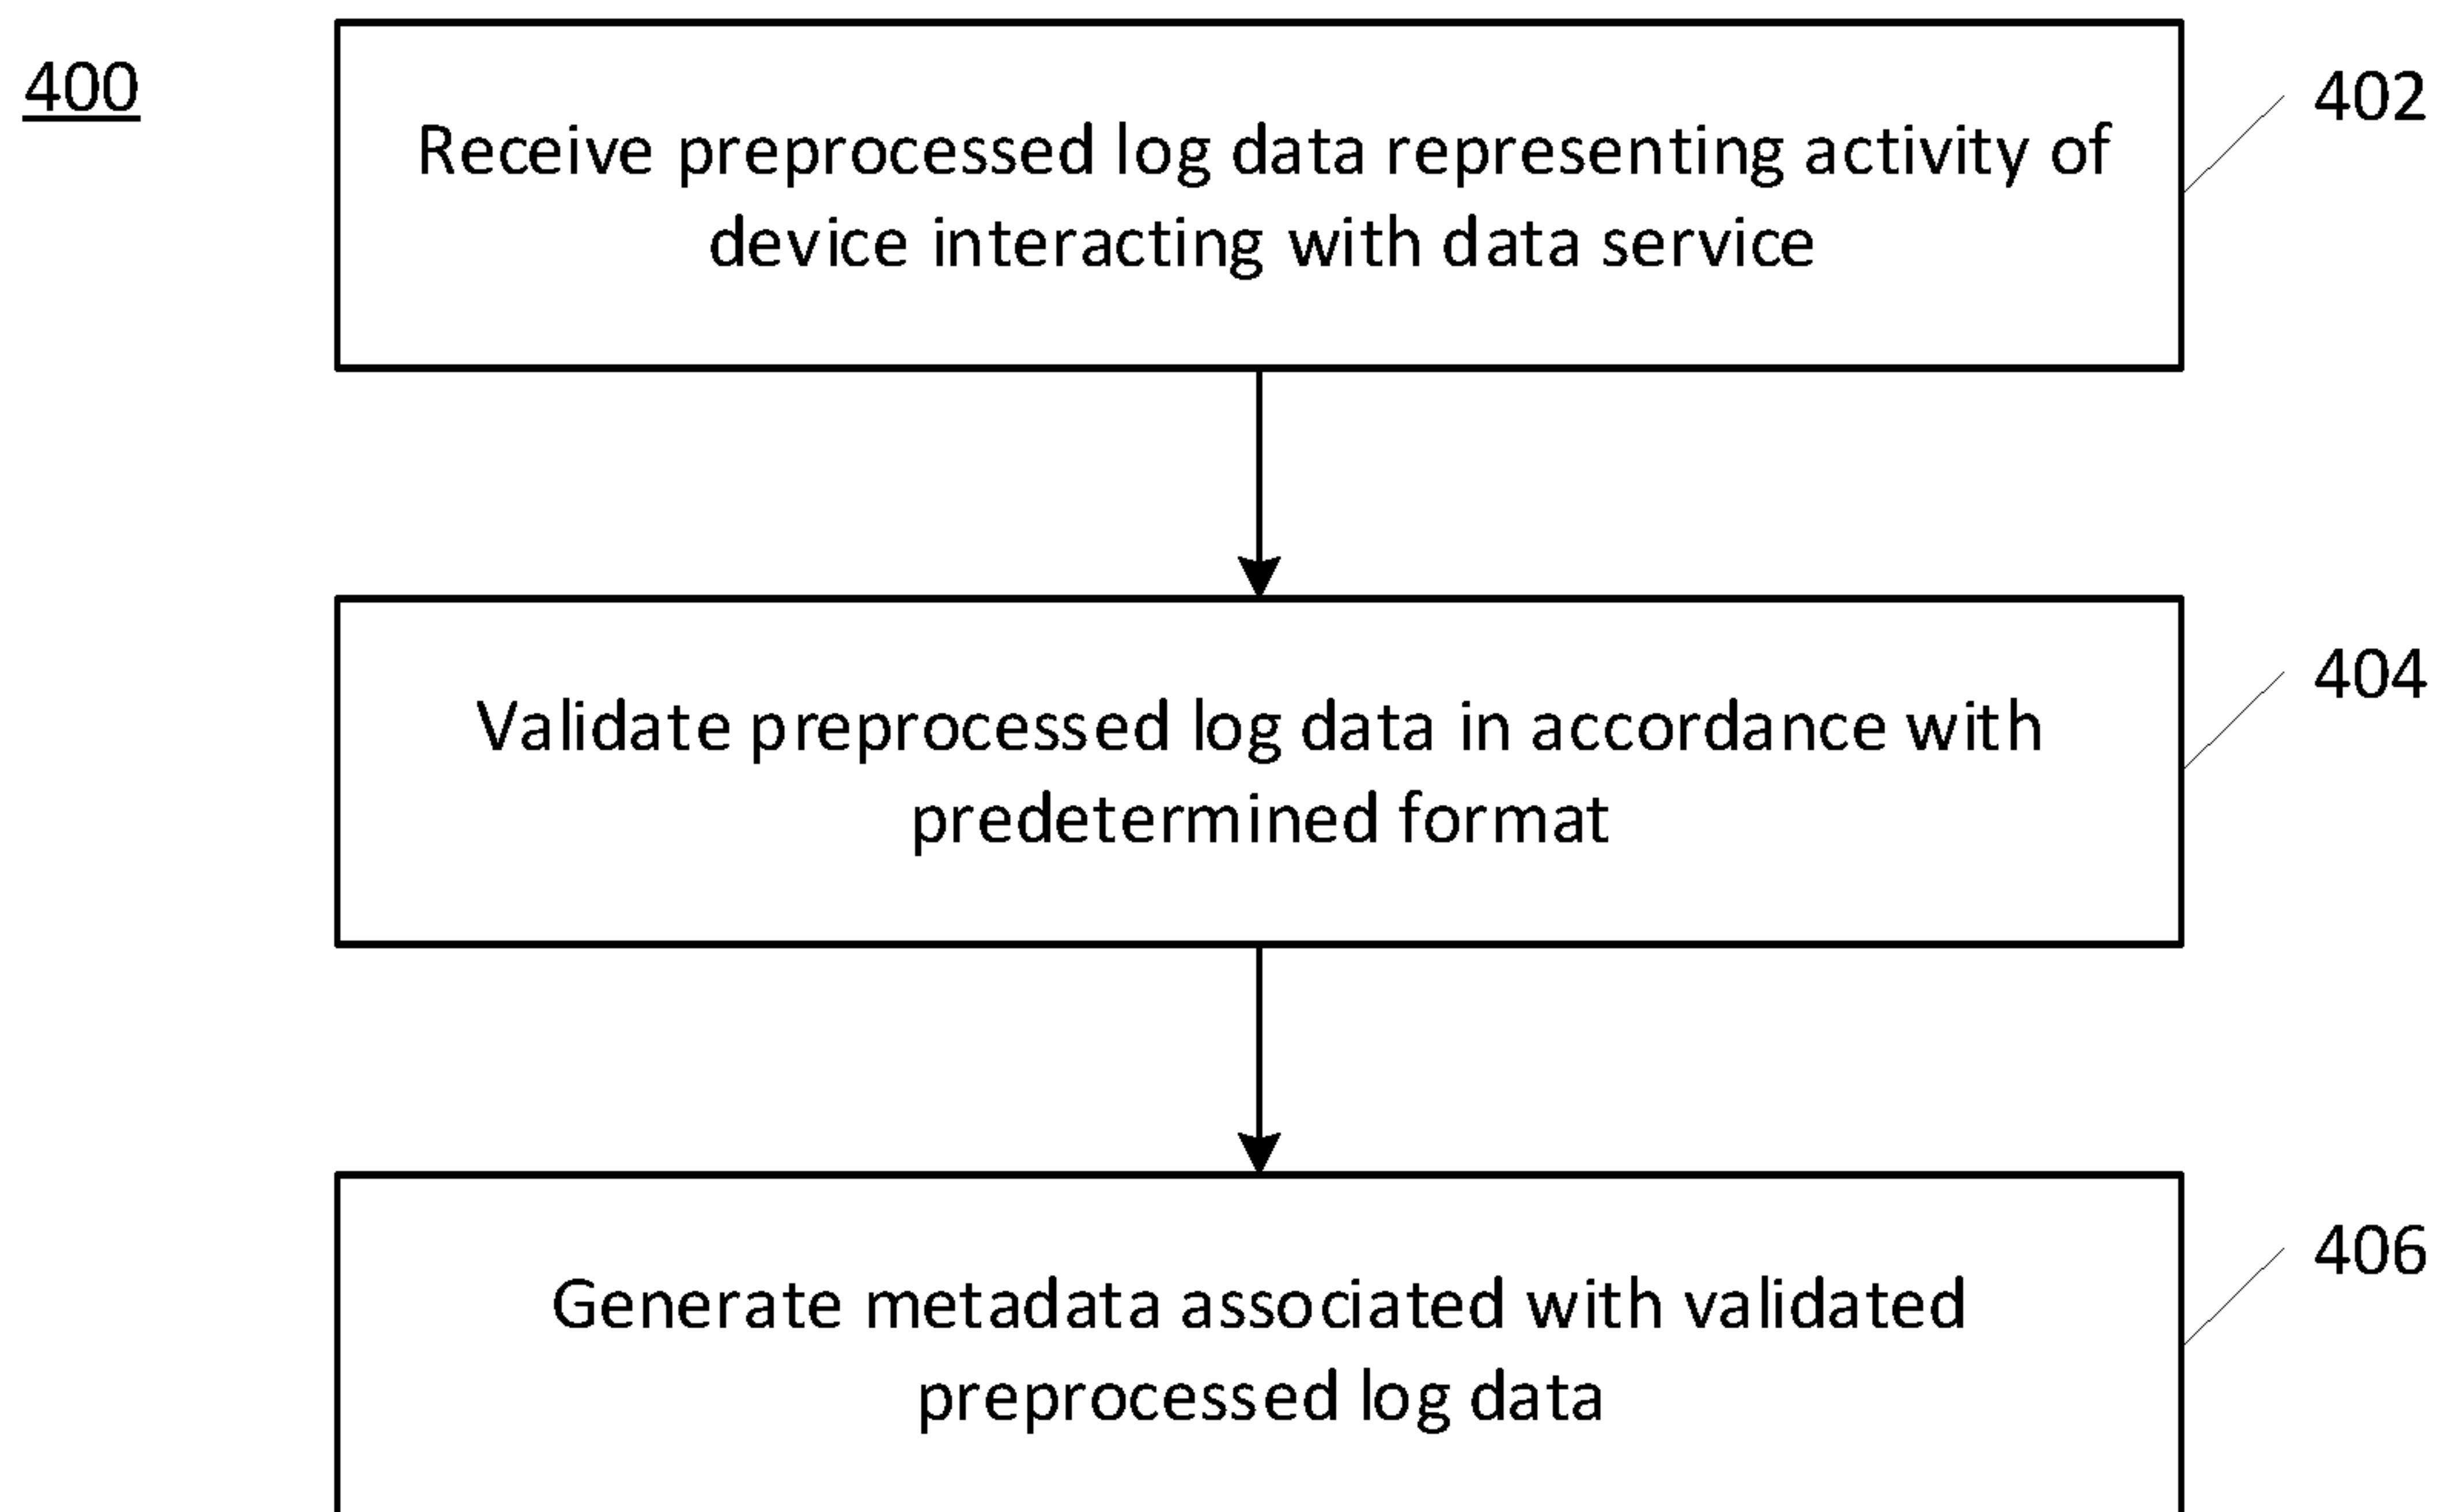 400
402
Receive preprocessed log data representing activity of
device interacting with data service
404
Validate preprocessed log data in accordance with
predetermined format
406
Generate metadata associated with validated
preprocessed log data